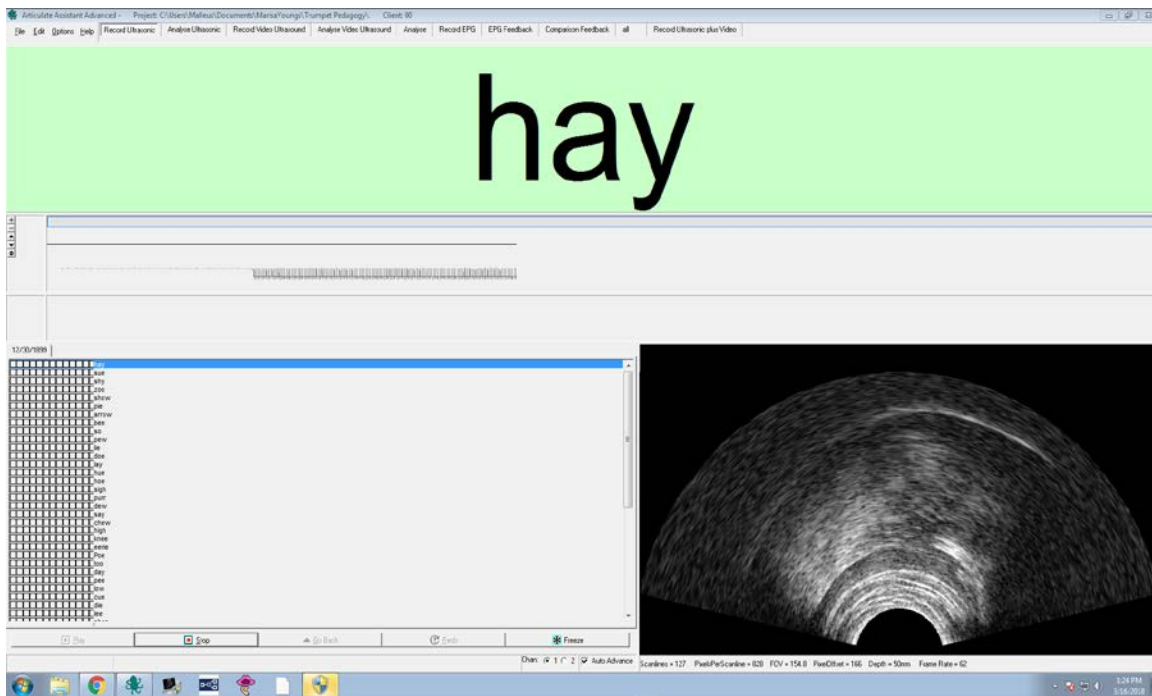 Articulate Assistant Advanced - Project: C:\Users\Malleus\Documents\MarisaYoungs\Trumpet Pedagogy\. Client: 00
File Edit Options Help Record Ultrasonic Analyse Ultrasonic Record Video Ultrasound Analyse Video Ultrasound Analyse Record EPG EPG Feedback Comparison Feedback all Record Ultrasonic plus Video
hay
12/30/1899
hay
sue
shy
zoo
show
pie
arrow
bee
so
pew
lie
doe
lay
hue
hoe
sigh
purr
dew
say
chew
high
knee
eerie
Poe
too
day
pee
low
cue
die
lee
Play Stop Go Back Fresh Freeze
Chan: 1 2 Auto Advance
Scanlines = 127 PixelsPerScanline = 828 FOV = 154.8 PixelOffset = 166 Depth = 50mm Frame Rate = 62
1:24 PM
5/16/2018